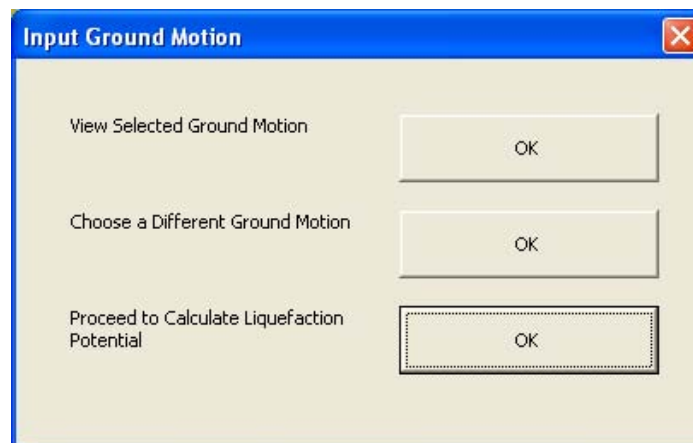 Input Ground Motion
View Selected Ground Motion
OK
Choose a Different Ground Motion
OK
Proceed to Calculate Liquefaction
Potential
OK